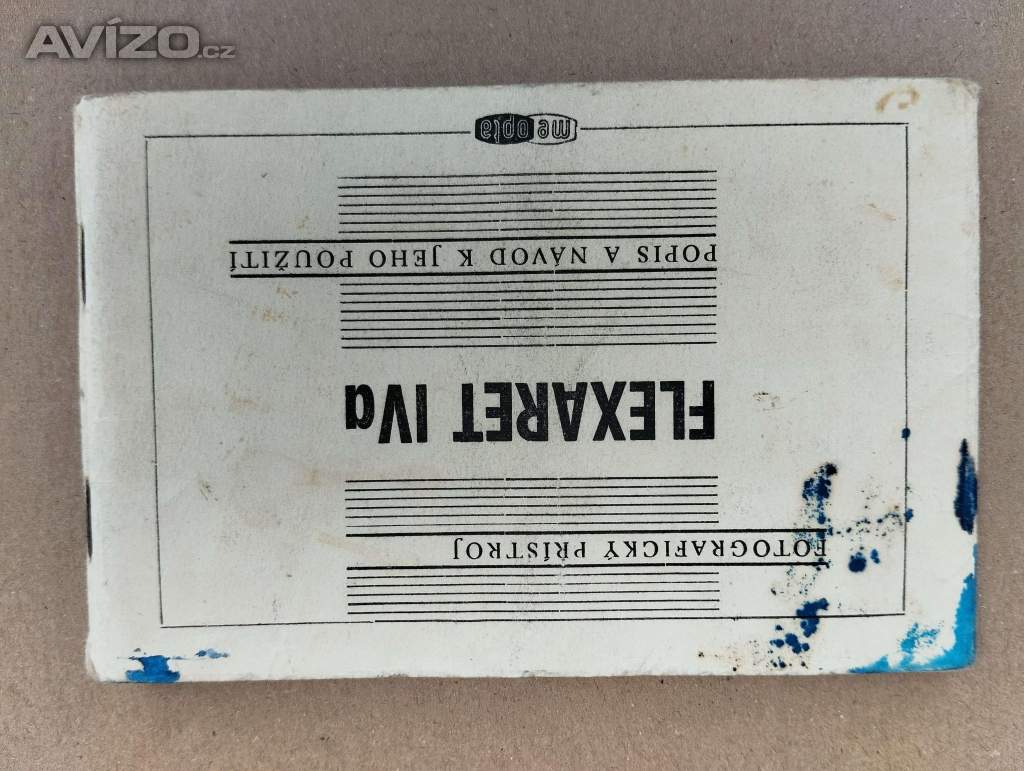 AVÍZO.cz
FOTOGRAFICKÝ PŘÍSTROJ
FLEXARET IVa
POPIS A NÁVOD K JEHO POUŽITÍ
meopta